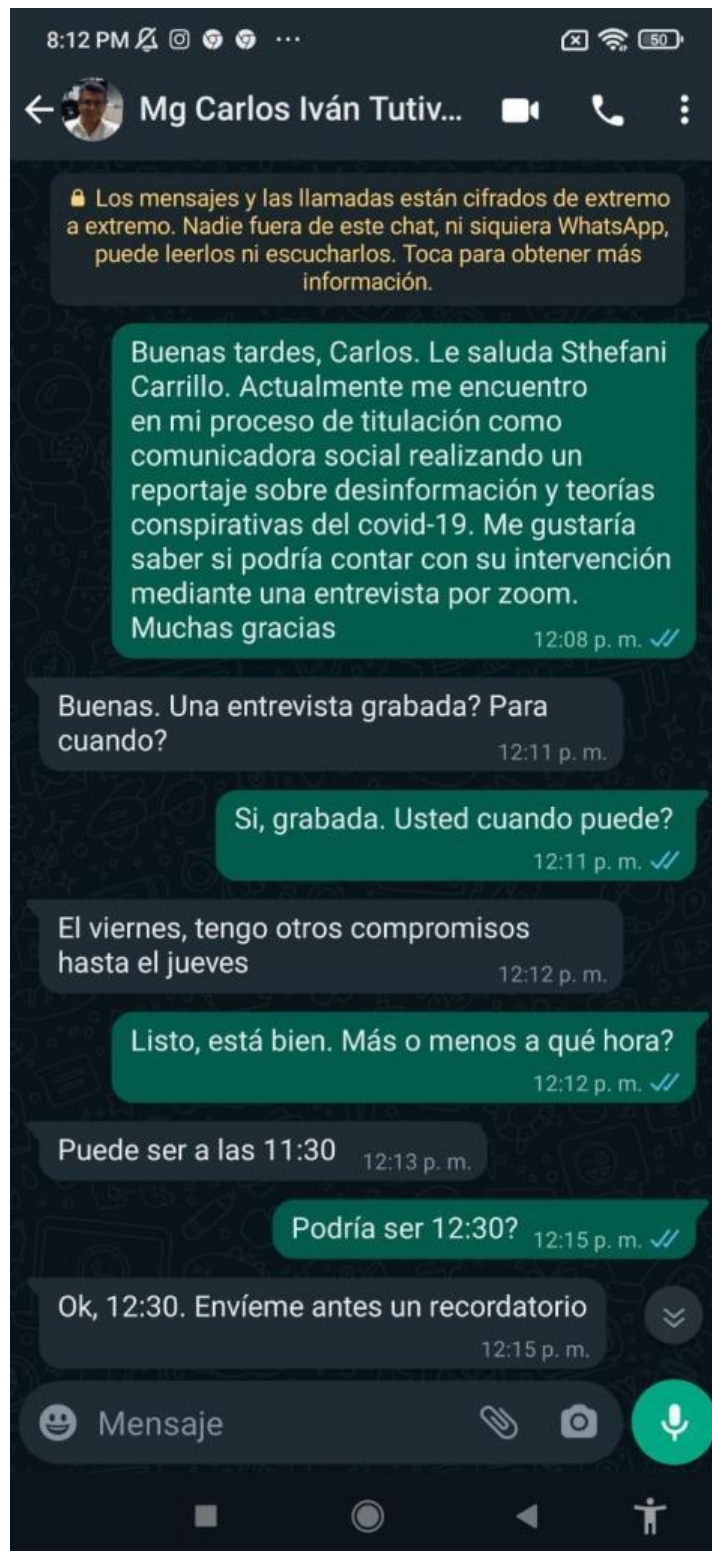 8:12 PM
50
Mg Carlos Iván Tutiv...
Los mensajes y las llamadas están cifrados de extremo
a extremo. Nadie fuera de este chat, ni siquiera WhatsApp,
puede leerlos ni escucharlos. Toca para obtener más
información.
Buenas tardes, Carlos. Le saluda Sthefani
Carrillo. Actualmente me encuentro
en mi proceso de titulación como
comunicadora social realizando un
reportaje sobre desinformación y teorías
conspirativas del covid-19. Me gustaría
saber si podría contar con su intervención
mediante una entrevista por zoom.
Muchas gracias
12:08 p. m.
Buenas. Una entrevista grabada? Para
cuando?
12:11 p. m.
Si, grabada. Usted cuando puede?
12:11 p. m.
El viernes, tengo otros compromisos
hasta el jueves
12:12 p. m.
Listo, está bien. Más o menos a qué hora?
12:12 p. m.
Puede ser a las 11:30
12:13 p. m.
Podría ser 12:30?
12:15 p. m.
Ok, 12:30. Envíeme antes un recordatorio
12:15 p. m.
Mensaje